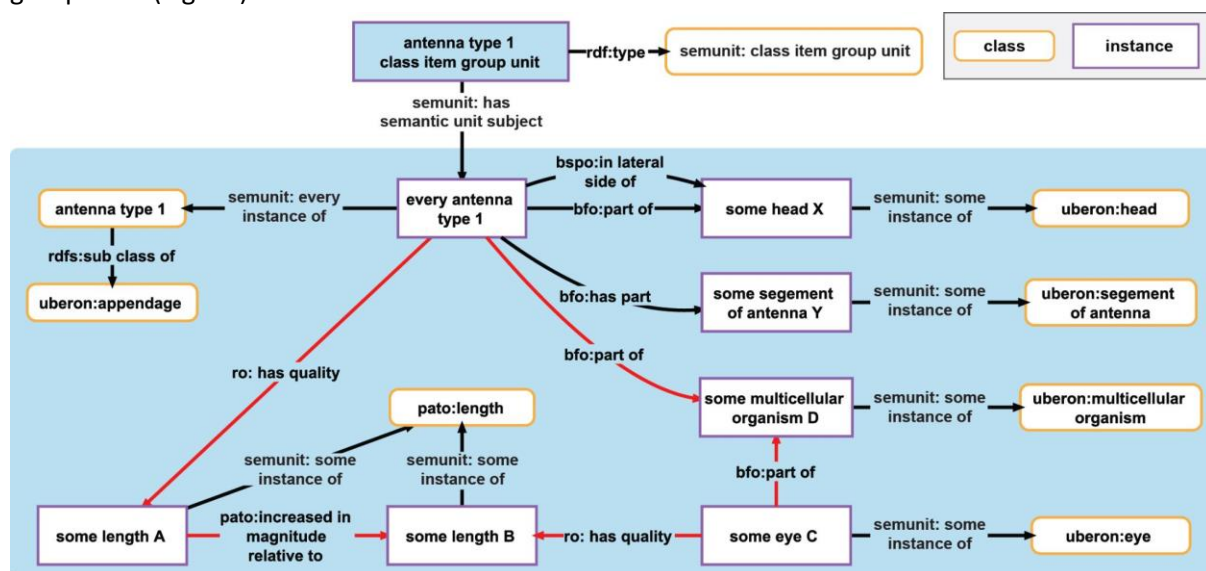 antenna type 1
class item group unit
rdf:type
semunit: class item group unit
class
instance
semunit: has
semantic unit subject
antenna type 1
semunit: every
instance of
every antenna
type 1
bspo:in lateral
side of
bfo:part of
some head X
semunit: some
instance of
uberon:head
rdfs:sub class of
uberon:appendage
bfo:has part
some segement
of antenna Y
semunit: some
instance of
uberon:segement
of antenna
ro: has quality
bfo:part of
pato:length
some multicellular
organism D
semunit: some
instance of
uberon:multicellular
organism
semunit: some
instance of
semunit: some
instance of
bfo:part of
some length A
pato:increased in
magnitude
relative to
some length B
ro: has quality
some eye C
semunit: some
instance of
uberon:eye